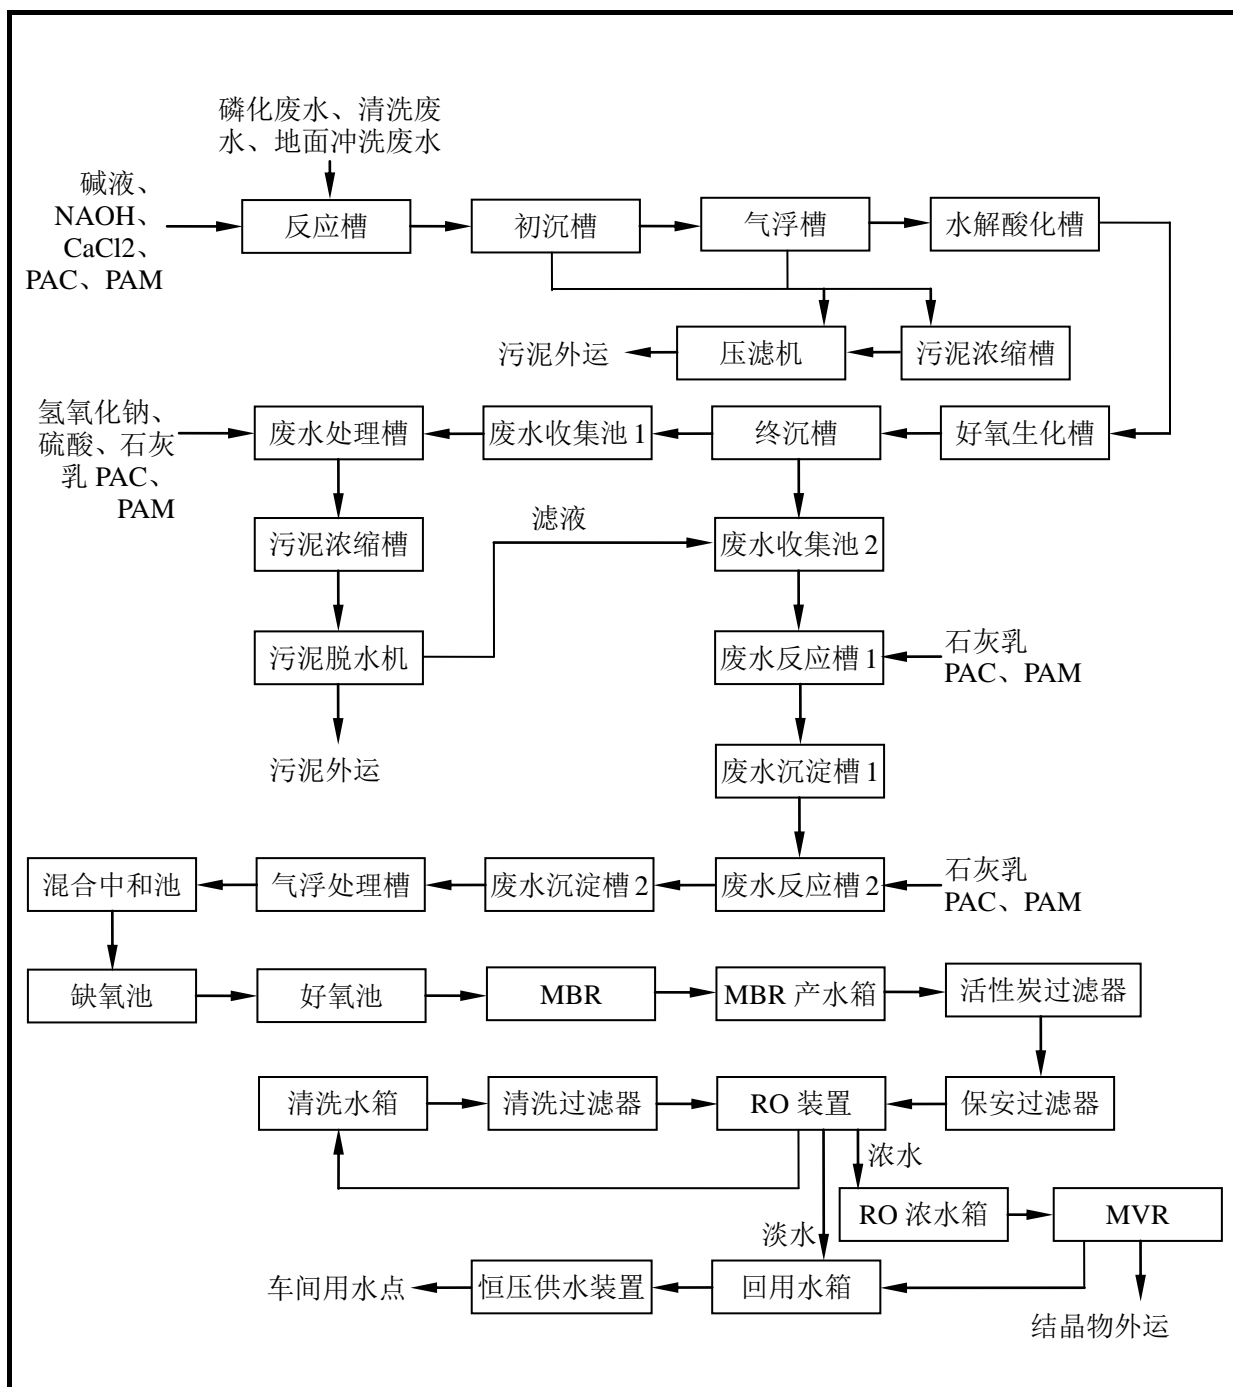 磷化废水、清洗废
水、地面冲洗废水
碱液、
NAOH、
CaCl2、
PAC、PAM
反应槽
初沉槽
气浮槽
水解酸化槽
污泥外运
压滤机
污泥浓缩槽
氢氧化钠、
硫酸、石灰
乳 PAC、
PAM
废水处理槽
废水收集池 1
终沉槽
好氧生化槽
污泥浓缩槽
滤液
废水收集池 2
污泥脱水机
废水反应槽 1
石灰乳
PAC、PAM
污泥外运
废水沉淀槽 1
混合中和池
气浮处理槽
废水沉淀槽 2
废水反应槽 2
石灰乳
PAC、PAM
缺氧池
好氧池
MBR
MBR 产水箱
活性炭过滤器
清洗水箱
清洗过滤器
RO 装置
保安过滤器
浓水
RO 浓水箱
MVR
淡水
车间用水点
恒压供水装置
回用水箱
结晶物外运